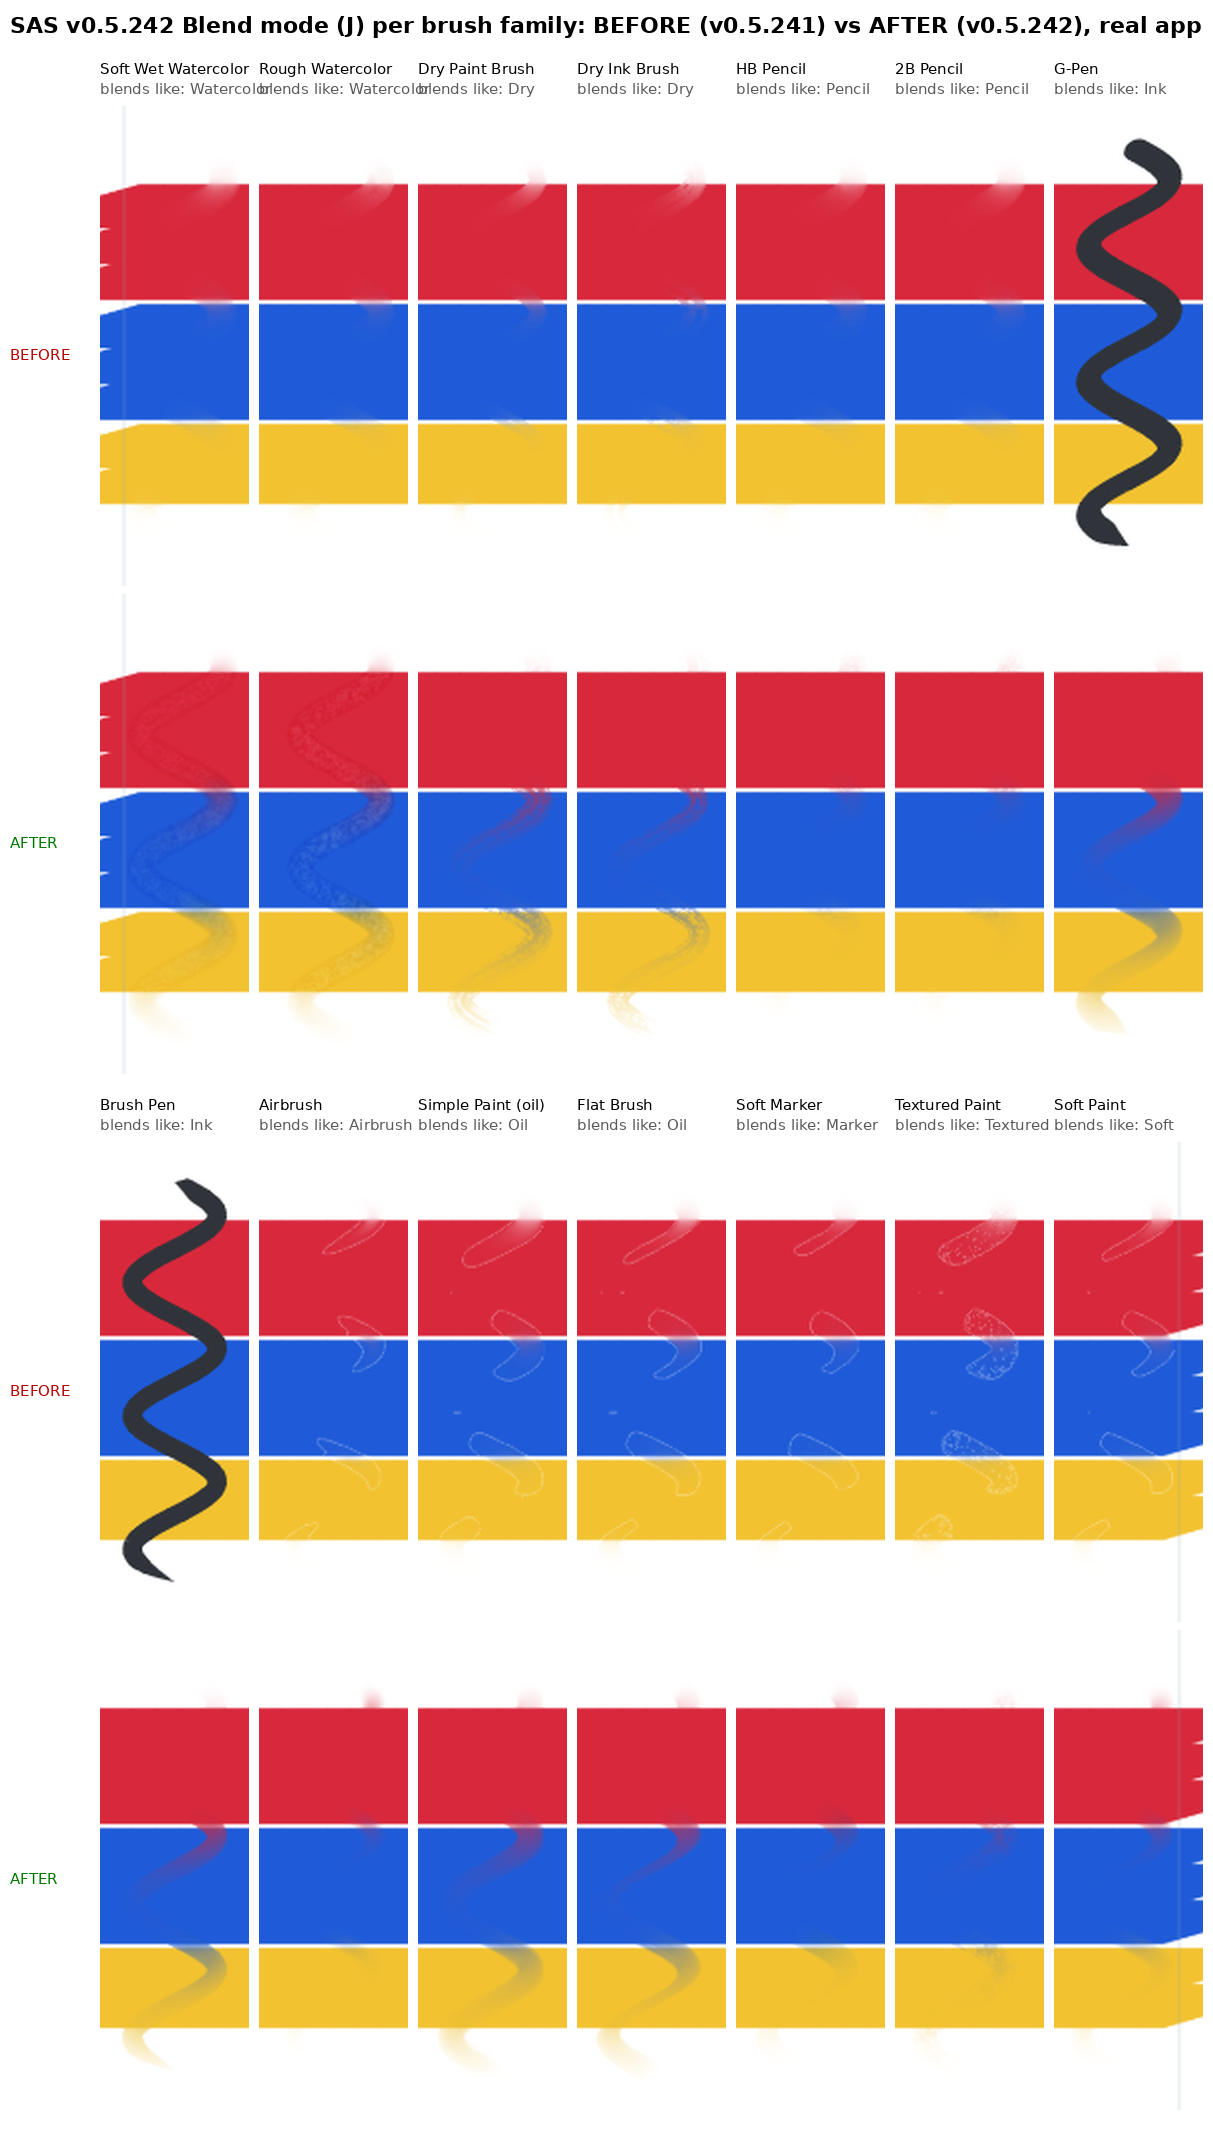 SAS v0.5.242 Blend mode (J) per brush family: BEFORE (v0.5.241) vs AFTER (v0.5.242), real app
Soft Wet Watercolor Rough Watercolor Dry Paint Brush Dry Ink Brush HB Pencil 2B Pencil G-Pen
blends like: Watercolor blends like: Watercolor blends like: Dry blends like: Dry blends like: Pencil blends like: Pencil blends like: Ink
BEFORE
AFTER
Brush Pen Airbrush Simple Paint (oil) Flat Brush Soft Marker Textured Paint Soft Paint
blends like: Ink blends like: Airbrush blends like: Oil blends like: Oil blends like: Marker blends like: Textured blends like: Soft
BEFORE
AFTER